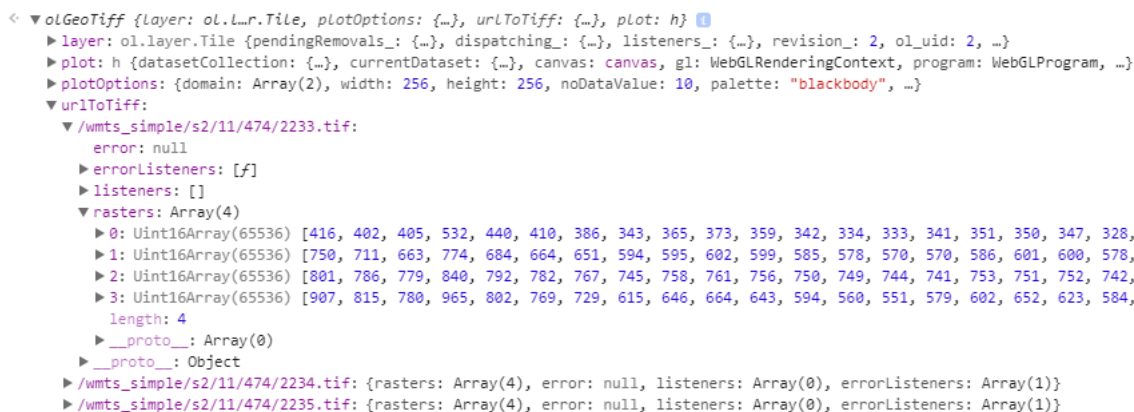 ‹· ▼ olGeoTiff {layer: ol.l…r.Tile, plotOptions: {…}, urlToTiff: {…}, plot: h} i
▶ layer: ol.layer.Tile {pendingRemovals_: {…}, dispatching_: {…}, listeners_: {…}, revision_: 2, ol_uid: 2, …}
▶ plot: h {datasetCollection: {…}, currentDataset: {…}, canvas: canvas, gl: WebGLRenderingContext, program: WebGLProgram, …}
▶ plotOptions: {domain: Array(2), width: 256, height: 256, noDataValue: 10, palette: "blackbody", …}
▼ urlToTiff:
▼ /wmts_simple/s2/11/474/2233.tif:
error: null
▶ errorListeners: [ƒ]
▶ listeners: []
▼ rasters: Array(4)
▶ 0: Uint16Array(65536) [416, 402, 405, 532, 440, 410, 386, 343, 365, 373, 359, 342, 334, 333, 341, 351, 350, 347, 328,
▶ 1: Uint16Array(65536) [750, 711, 663, 774, 684, 664, 651, 594, 595, 602, 599, 585, 578, 570, 570, 586, 601, 600, 578,
▶ 2: Uint16Array(65536) [801, 786, 779, 840, 792, 782, 767, 745, 758, 761, 756, 750, 749, 744, 741, 753, 751, 752, 742,
▶ 3: Uint16Array(65536) [907, 815, 780, 965, 802, 769, 729, 615, 646, 664, 643, 594, 560, 551, 579, 602, 652, 623, 584,
length: 4
▶ __proto__: Array(0)
▶ __proto__: Object
▶ /wmts_simple/s2/11/474/2234.tif: {rasters: Array(4), error: null, listeners: Array(0), errorListeners: Array(1)}
▶ /wmts_simple/s2/11/474/2235.tif: {rasters: Array(4), error: null, listeners: Array(0), errorListeners: Array(1)}